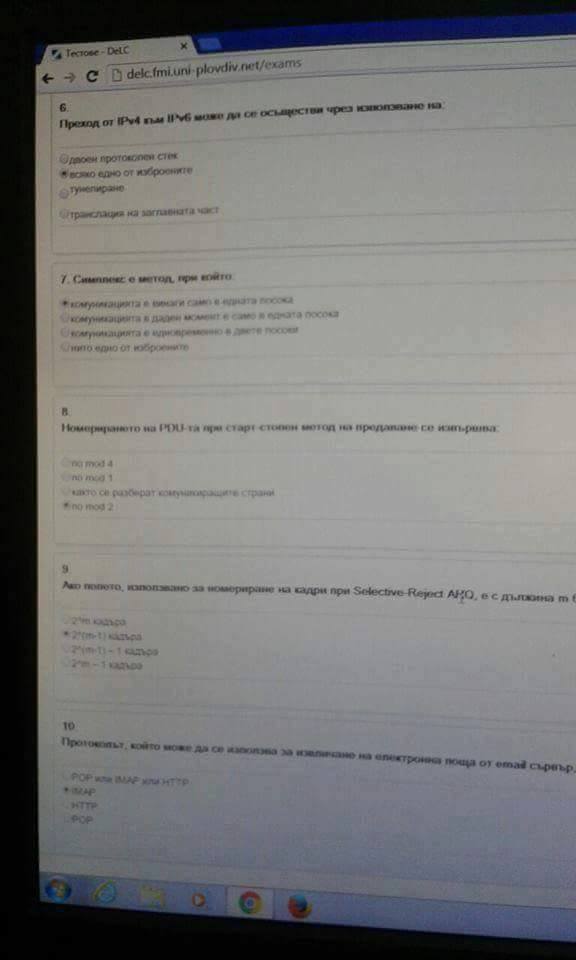 Тестове - DeLC
delc.fmi.uni-plovdiv.net/exams
6.
Преход от IPv4 към IPv6 може да се осъществи чрез използване на:
двоен протоколен стек
всяко едно от изброените
тунелиране
транслация на заглавната част
7. Симплекс е метод, при който:
комуникацията е винаги само в едната посока
комуникацията в даден момент е само в едната посока
комуникацията е едновременно в двете посоки
нито едно от изброените
8.
Номерирането на PDU-та при старт-стопен метод на предаване се извършва:
по mod 4
по mod 1
както се разберат комуникиращите страни
по mod 2
9.
Ако полето, използвано за номериране на кадри при Selective-Reject ARQ, е с дължина m
2^m кадъра
2^(m-1) кадъра
2^(m-1) – 1 кадъра
2^m – 1 кадъра
10.
Протоколът, който може да се използва за извличане на електронна поща от email сървър,
POP или IMAP или HTTP
IMAP
HTTP
POP